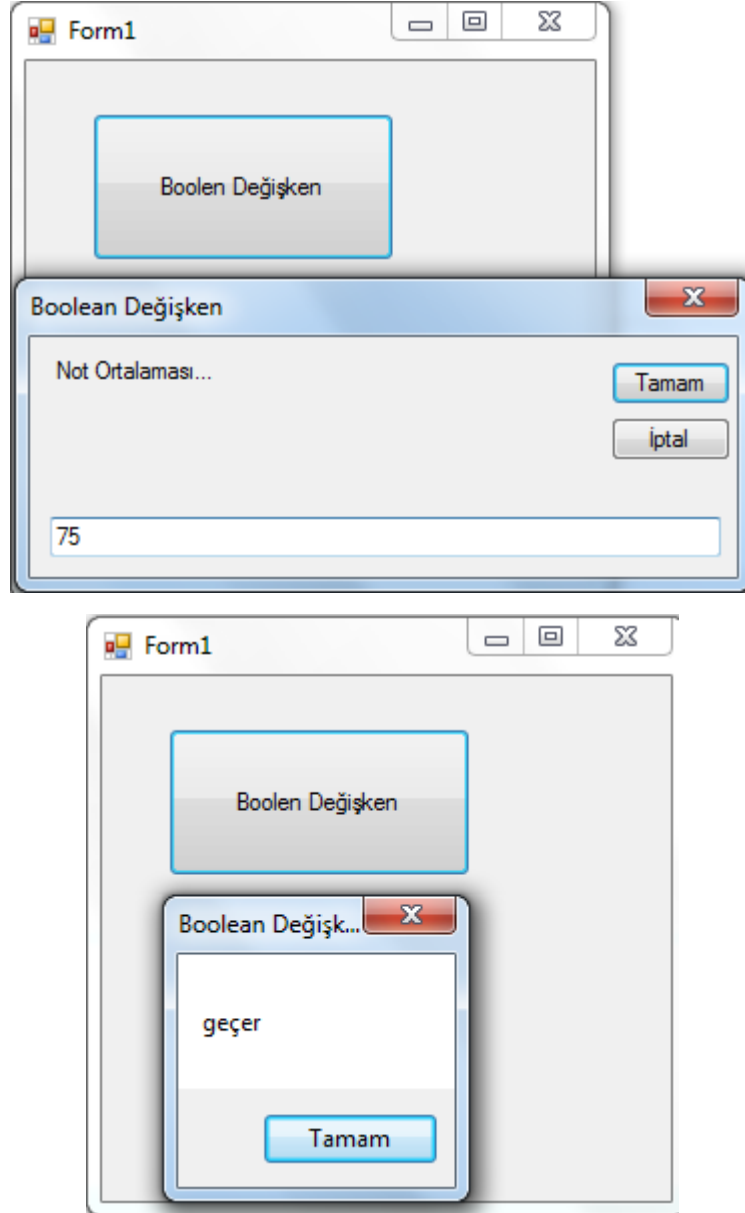 Form1
Boolen Değişken
Boolean Değişken
Not Ortalaması...
Tamam
İptal
75
Form1
Boolen Değişken
Boolean Değişk...
geçer
Tamam